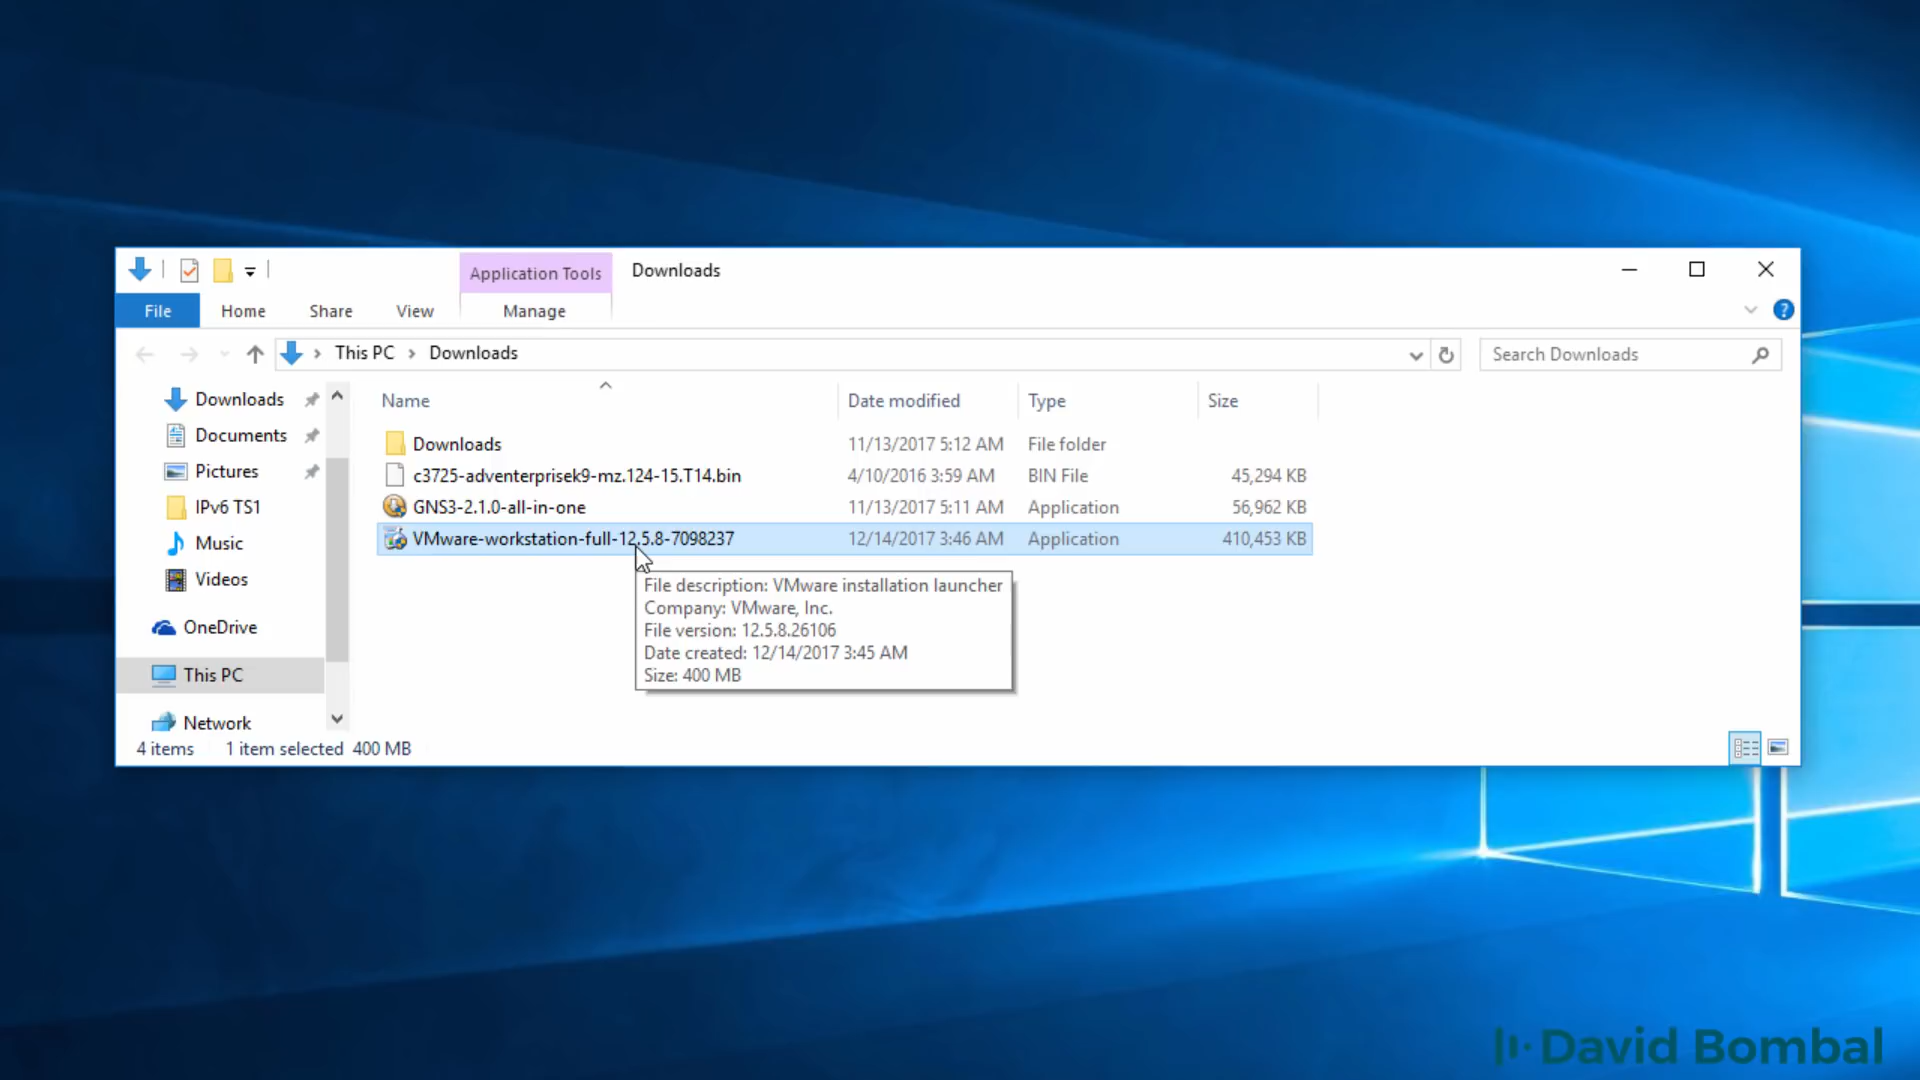 Application Tools Downloads
File Home Share View Manage
This PC Downloads Search Downloads
Downloads
Documents
Pictures
IPv6 TS1
Music
Videos
OneDrive
This PC
Network
Name Date modified Type Size
Downloads 11/13/2017 5:12 AM File folder
c3725-adventerprisek9-mz.124-15.T14.bin 4/10/2016 3:59 AM BIN File 45,294 KB
GNS3-2.1.0-all-in-one 11/13/2017 5:11 AM Application 56,962 KB
VMware-workstation-full-12.5.8-7098237 12/14/2017 3:46 AM Application 410,453 KB
File description: VMware installation launcher
Company: VMware, Inc.
File version: 12.5.8.26106
Date created: 12/14/2017 3:45 AM
Size: 400 MB
4 items 1 item selected 400 MB
David Bombal